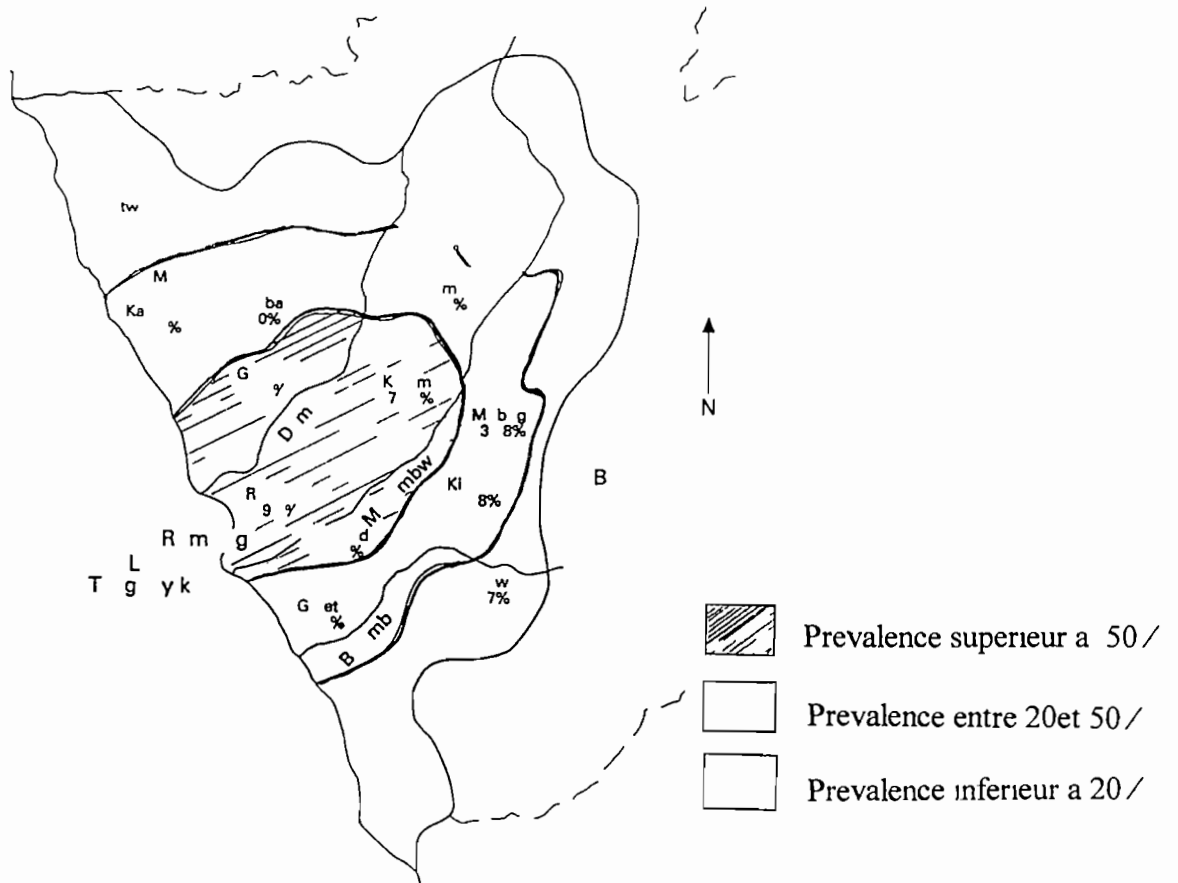 tw
M
Ka
%
ba
0%
m
%
G
%
K m
7 %
D m
M b g
3 8%
R
9 %
mbw
M
Ki
8%
B
d
%
R m g
L
T g y k
G et
%
mb
B
w
7%
N
Prevalence superieur a 50/
Prevalence entre 20et 50/
Prevalence inferieur a 20/